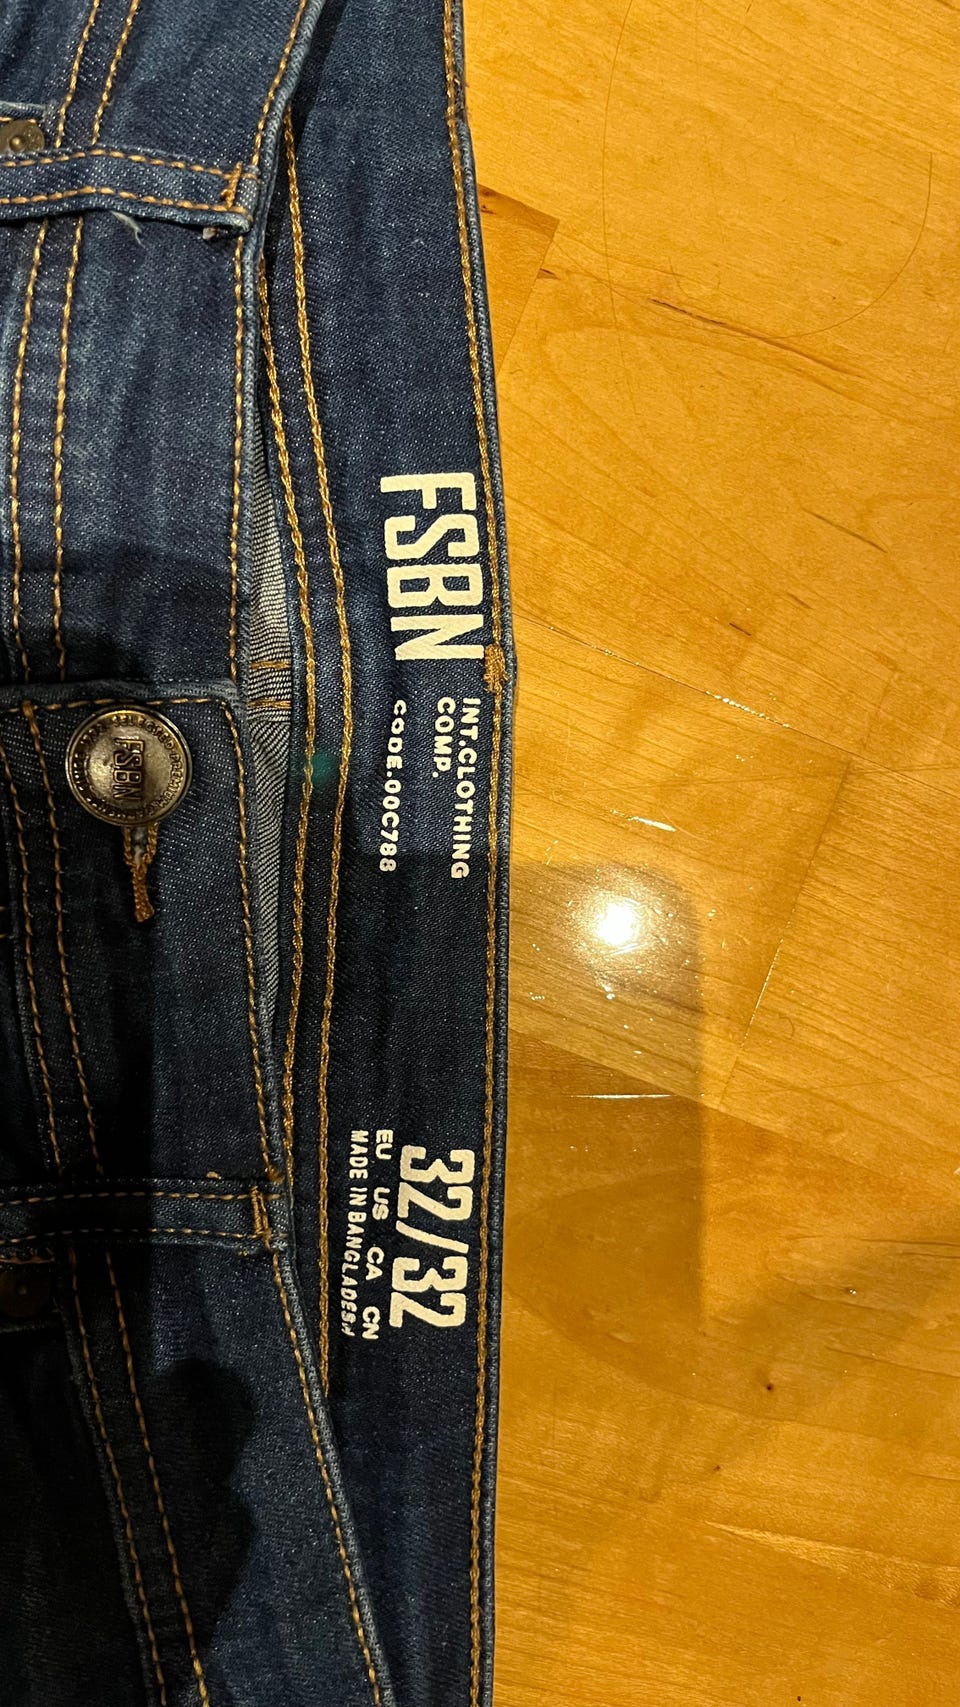 FSBN
INT.CLOTHING
COMP.
CODE.00C788
32/32
EU US CA CN
MADE IN BANGLADESH
FSBN